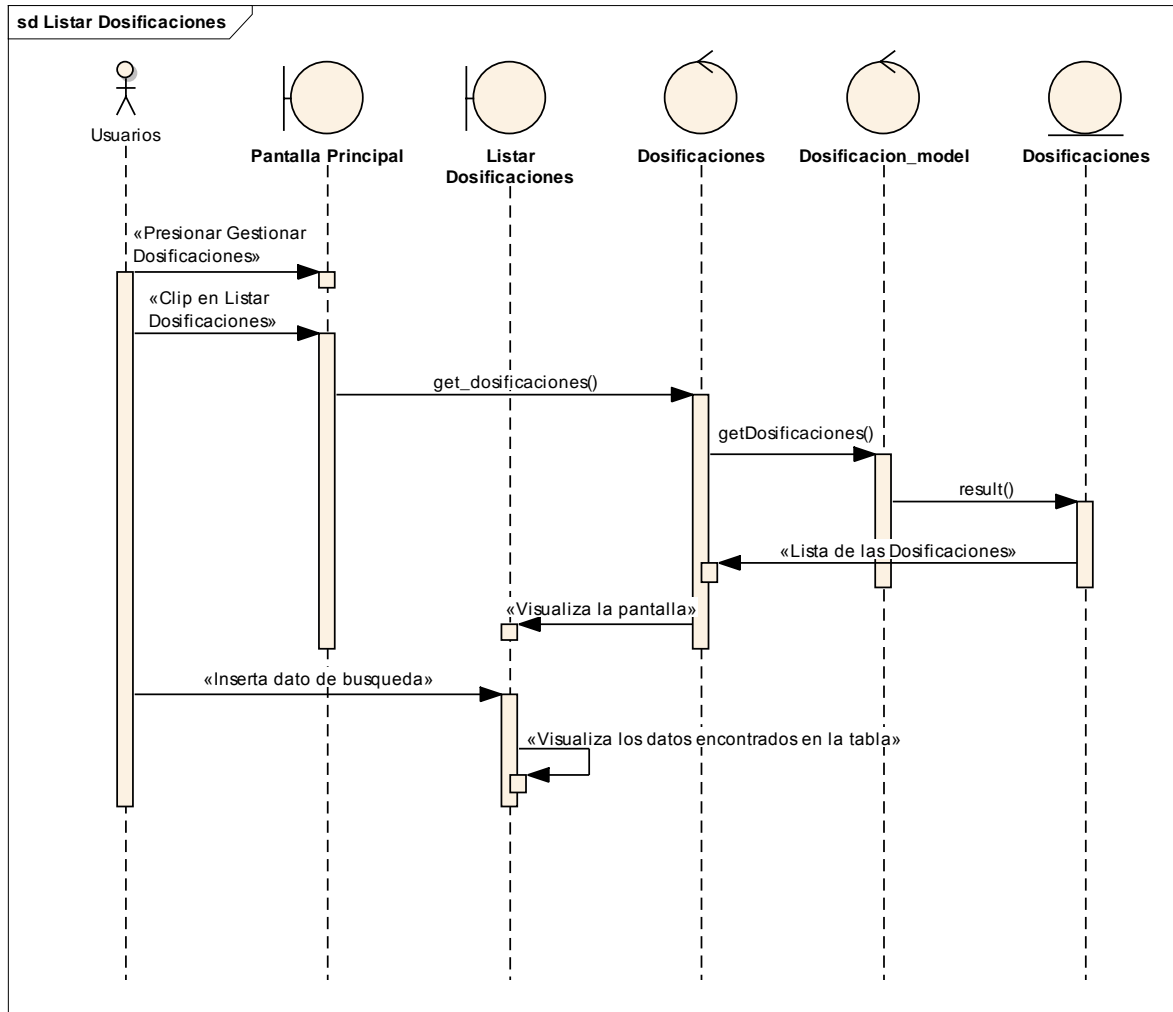 sd Listar Dosificaciones
Usuarios
Pantalla Principal
Listar
Dosificaciones
Dosificaciones
Dosificacion_model
Dosificaciones
«Presionar Gestionar
Dosificaciones»
«Clip en Listar
Dosificaciones»
get_dosificaciones()
getDosificaciones()
result()
«Lista de las Dosificaciones»
«Visualiza la pantalla»
«Inserta dato de busqueda»
«Visualiza los datos encontrados en la tabla»